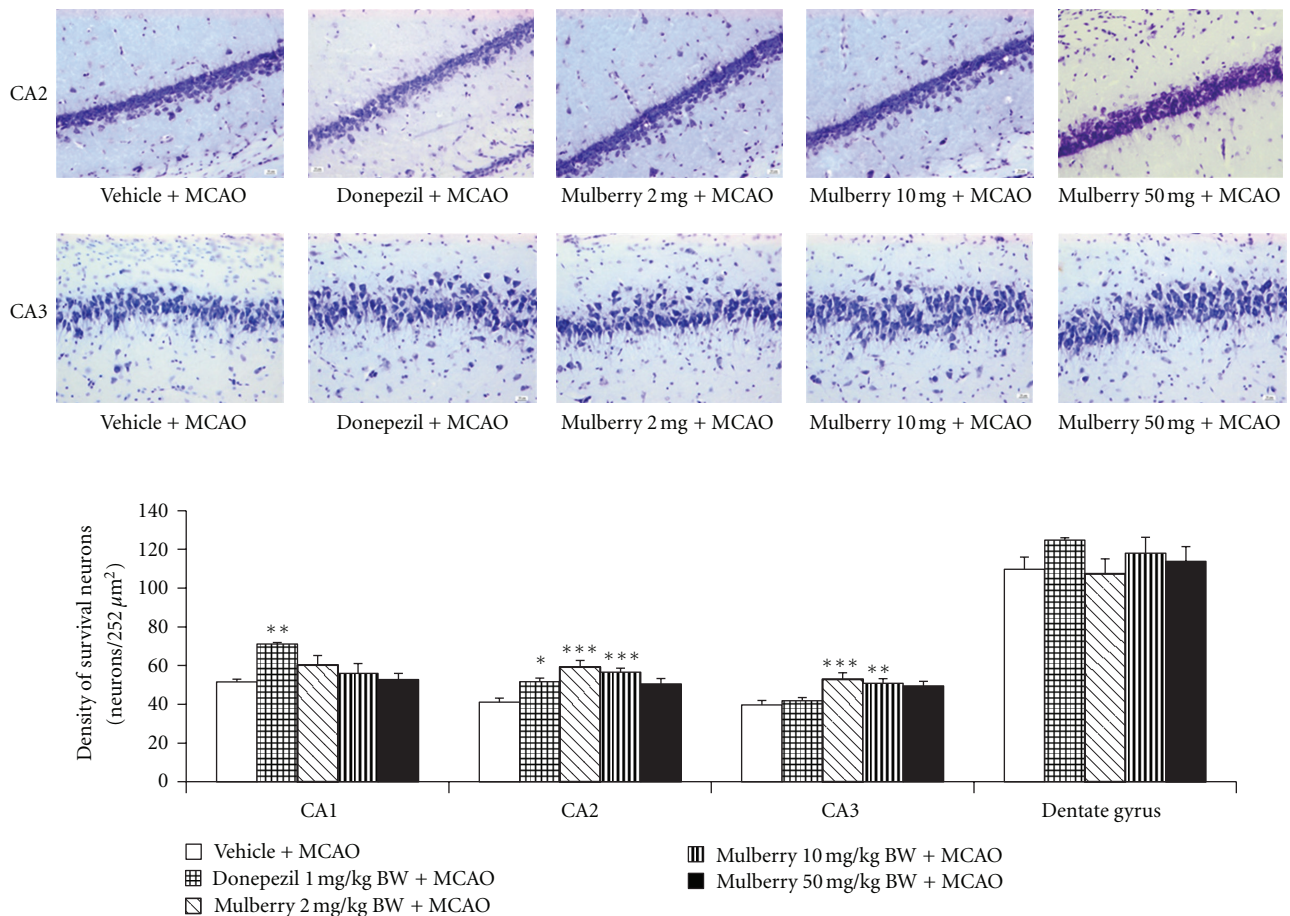 CA2
Vehicle + MCAO Donepezil + MCAO Mulberry 2 mg + MCAO Mulberry 10 mg + MCAO Mulberry 50 mg + MCAO
CA3
Vehicle + MCAO Donepezil + MCAO Mulberry 2 mg + MCAO Mulberry 10 mg + MCAO Mulberry 50 mg + MCAO
Density of survival neurons
(neurons/252 μm²)
140
120
100
80
60
40
20
0
**
*
***
***
***
**
CA1 CA2 CA3 Dentate gyrus
Vehicle + MCAO
Donepezil 1 mg/kg BW + MCAO
Mulberry 2 mg/kg BW + MCAO
Mulberry 10 mg/kg BW + MCAO
Mulberry 50 mg/kg BW + MCAO